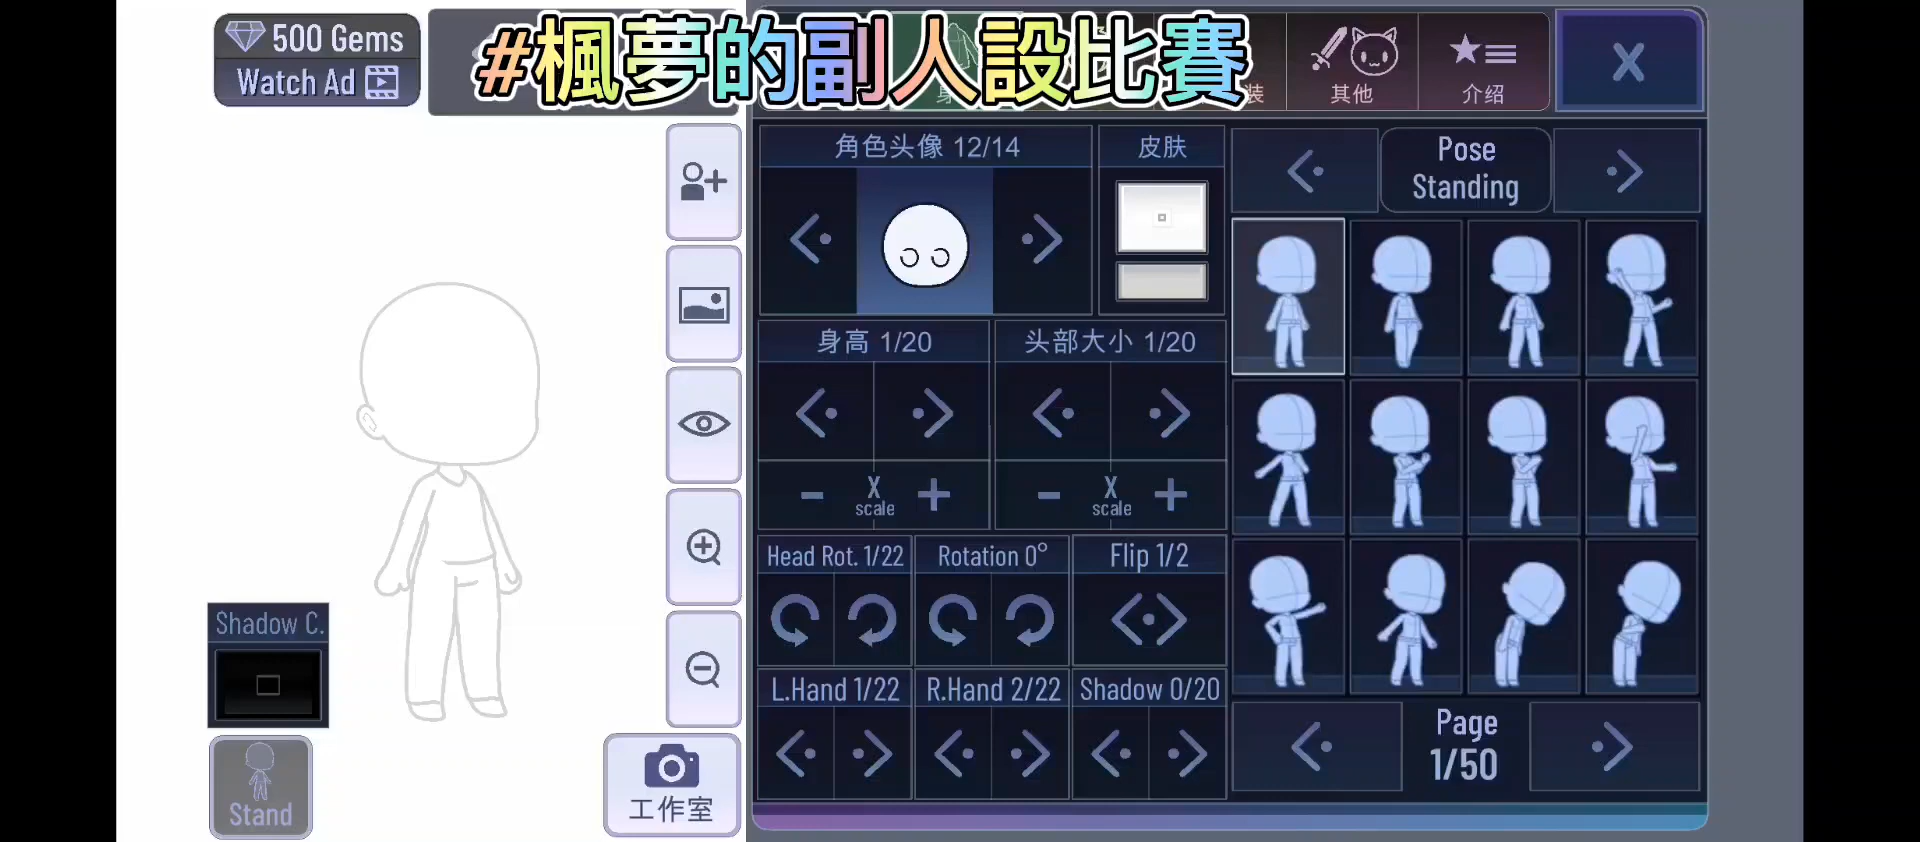 500 Gems
Watch Ad
#楓夢的副人設比賽
身
装
其他
介绍
X
角色头像 12/14
皮肤
Pose
Standing
身高 1/20
头部大小 1/20
X
scale
X
scale
Head Rot. 1/22
Rotation 0°
Flip 1/2
L.Hand 1/22
R.Hand 2/22
Shadow 0/20
Page
1/50
Shadow C.
Stand
工作室